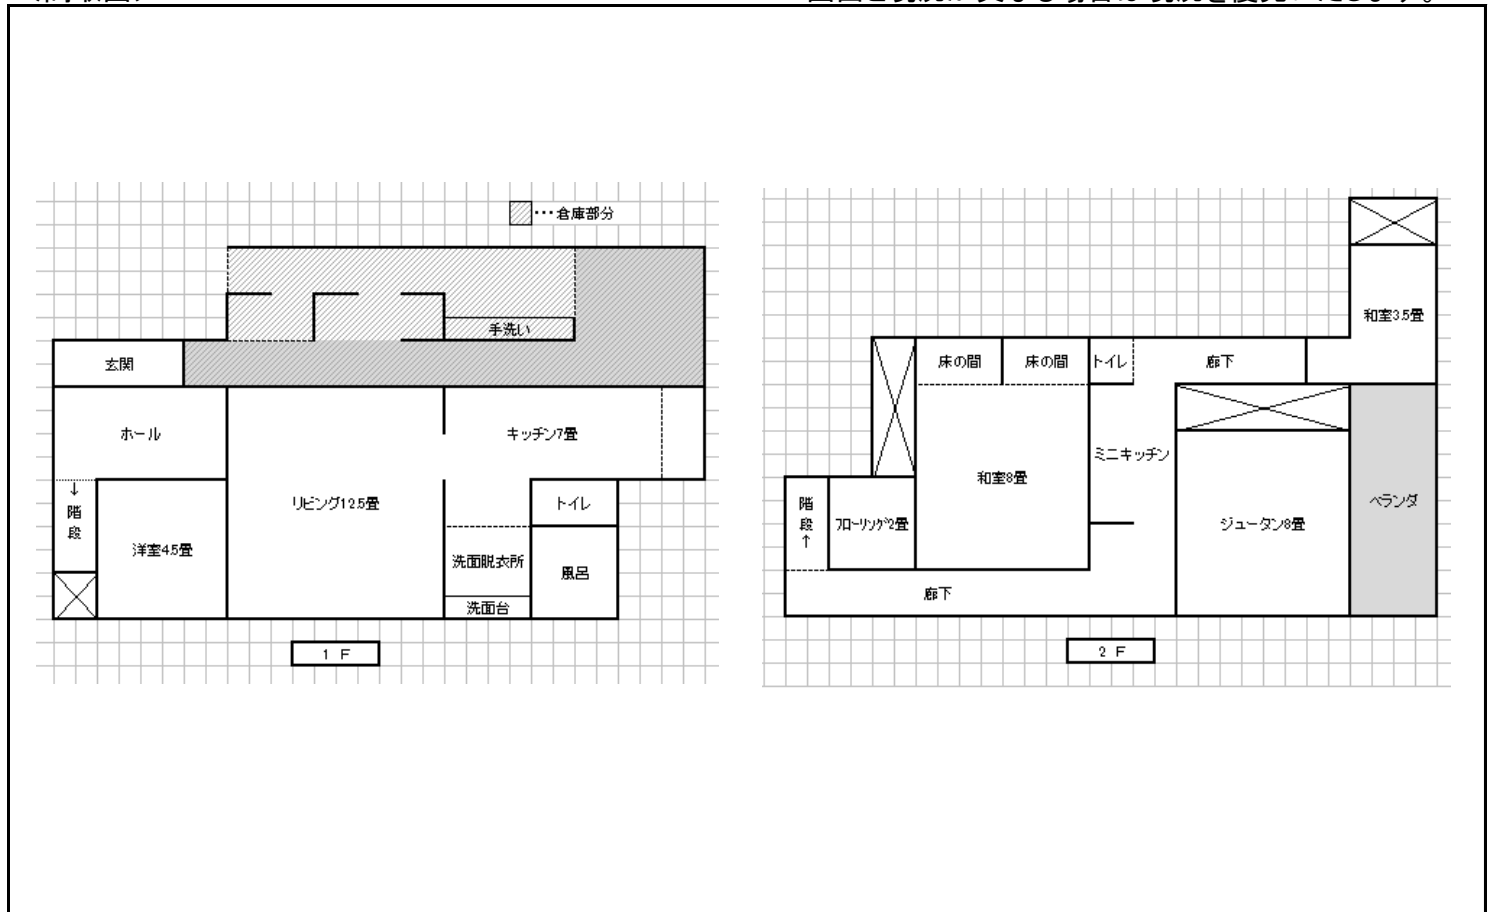 ・・・倉庫部分
手洗い
玄関
ホール
キッチン7畳
↓
階
段
リビング12.5畳
トイレ
洋室4.5畳
洗面脱衣所
風呂
洗面台
1 F
和室3.5畳
床の間
床の間
トイレ
廊下
ミニキッチン
和室8畳
階
段
↑
フローリング2畳
ジュータン8畳
ベランダ
廊下
2 F